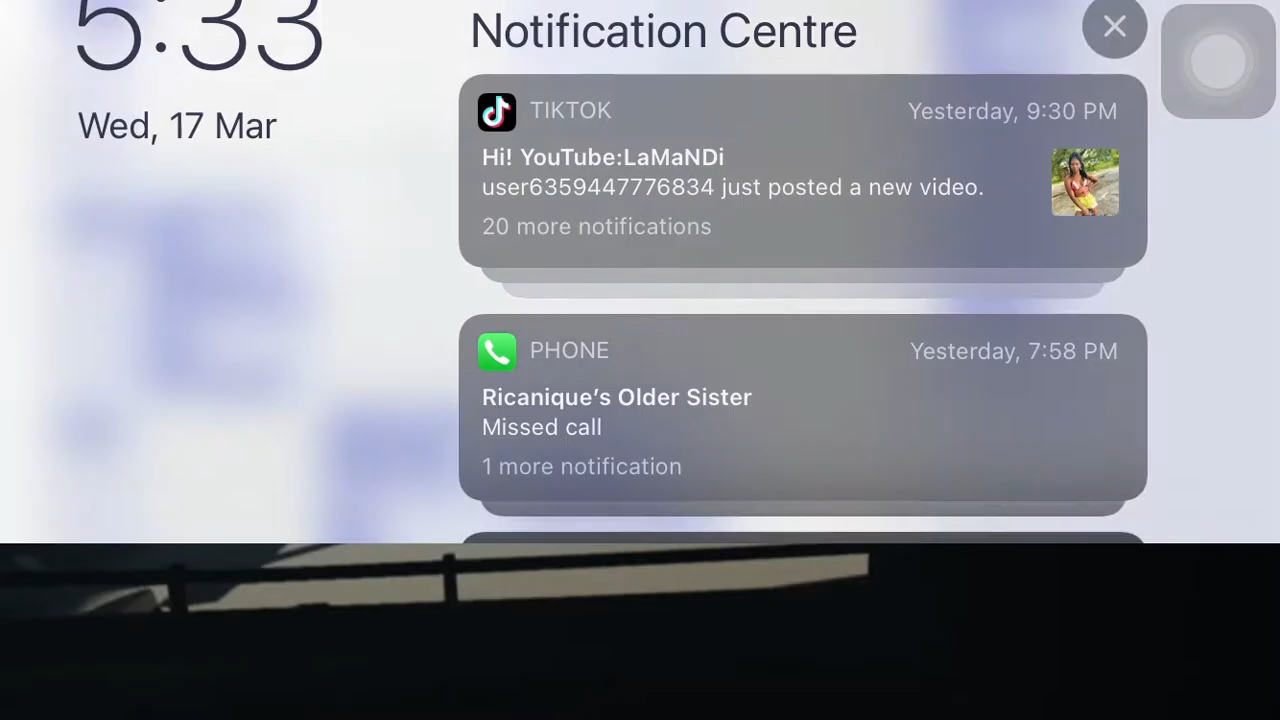 5:33
Wed, 17 Mar
Notification Centre
TIKTOK
Yesterday, 9:30 PM
Hi! YouTube:LaMaNDi
user6359447776834 just posted a new video.
20 more notifications
PHONE
Yesterday, 7:58 PM
Ricanique’s Older Sister
Missed call
1 more notification